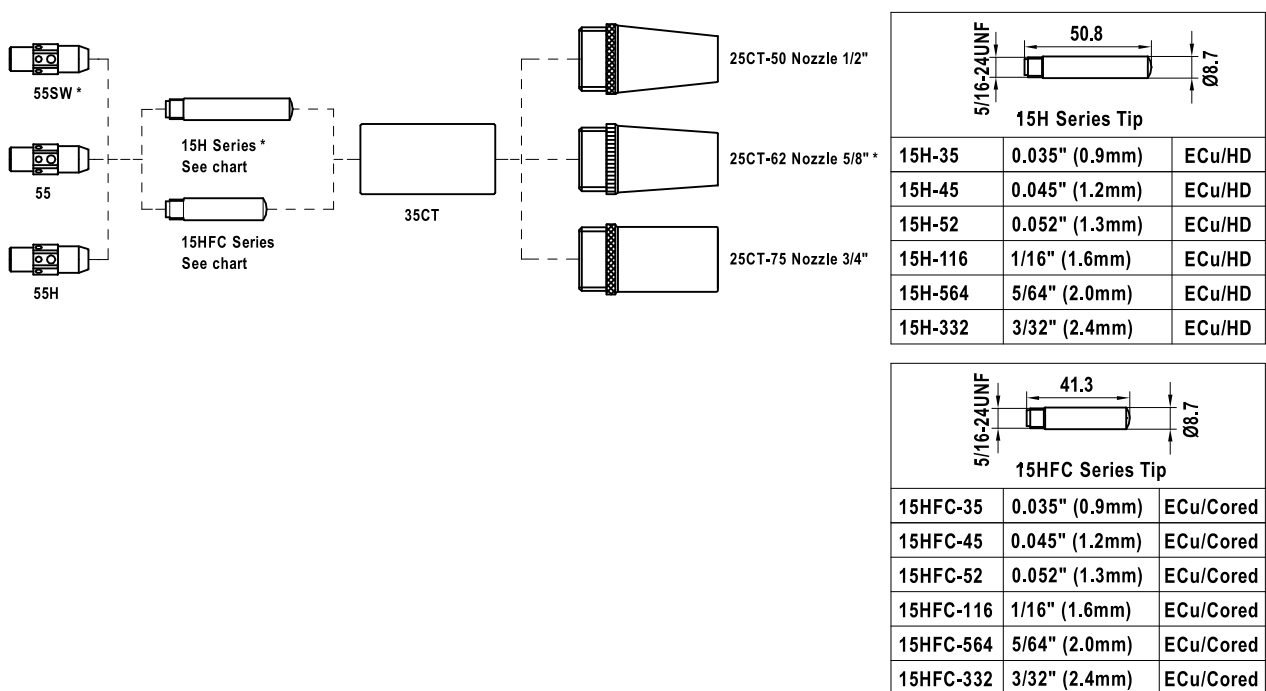 55SW *
55
55H
15H Series *
See chart
15HFC Series
See chart
35CT
25CT-50 Nozzle 1/2"
25CT-62 Nozzle 5/8" *
25CT-75 Nozzle 3/4"
5/16-24UNF
50.8
Ø8.7
15H Series Tip
15H-35 0.035" (0.9mm) ECu/HD
15H-45 0.045" (1.2mm) ECu/HD
15H-52 0.052" (1.3mm) ECu/HD
15H-116 1/16" (1.6mm) ECu/HD
15H-564 5/64" (2.0mm) ECu/HD
15H-332 3/32" (2.4mm) ECu/HD
5/16-24UNF
41.3
Ø8.7
15HFC Series Tip
15HFC-35 0.035" (0.9mm) ECu/Cored
15HFC-45 0.045" (1.2mm) ECu/Cored
15HFC-52 0.052" (1.3mm) ECu/Cored
15HFC-116 1/16" (1.6mm) ECu/Cored
15HFC-564 5/64" (2.0mm) ECu/Cored
15HFC-332 3/32" (2.4mm) ECu/Cored